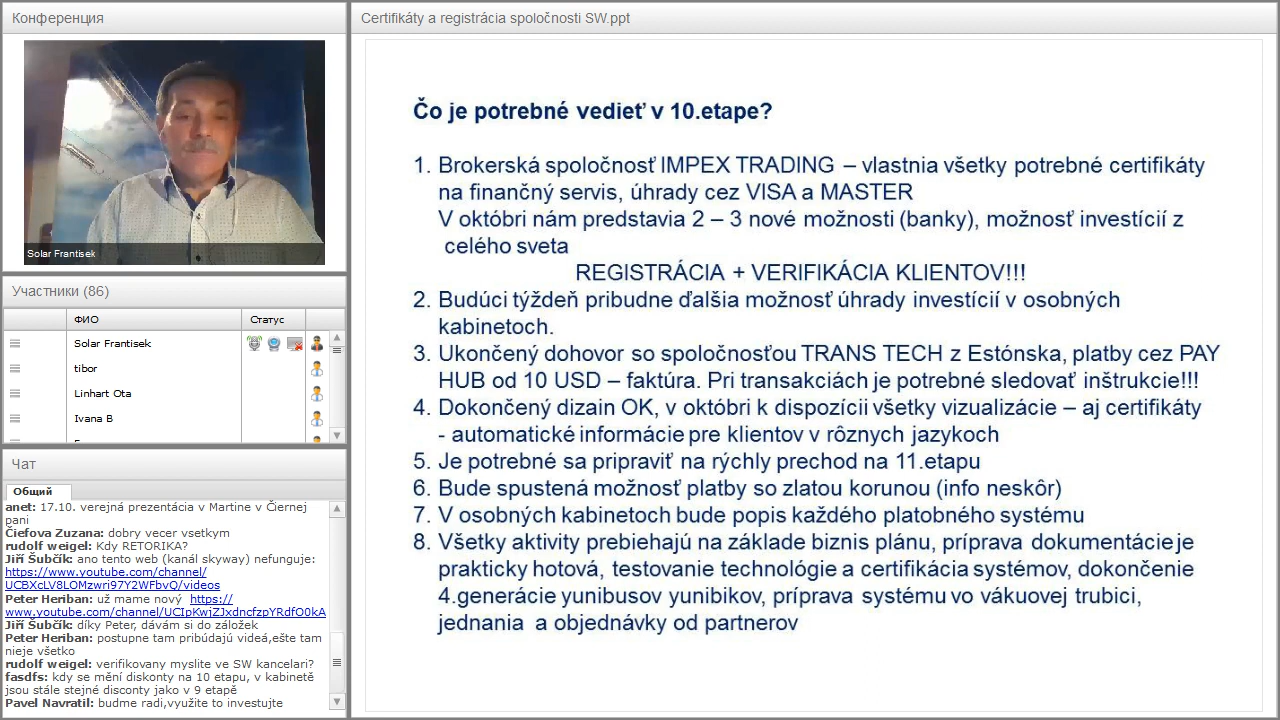 Конференция
Solar Frantisek
Участники (86)
ФИО
Статус
Solar Frantisek
tibor
Linhart Ota
Ivana B
Чат
Общий
anet: 17.10. verejná prezentácia v Martine v Čiernej
pani
Čiefova Zuzana: dobry vecer vsetkym
rudolf weigel: Kdy RETORIKA?
Jiří Šubčík: ano tento web (kanál skyway) nefunguje:
https://www.youtube.com/channel/
UCBXcLV8LOMzwri97Y2WFbvO/videos
Peter Heriban: už mame nový https://
www.youtube.com/channel/UCIpKwjZJxdncfzpYRdfO0kA
Jiří Šubčík: díky Peter, dávám si do záložek
Peter Heriban: postupne tam pribúdajú videá,ešte tam
nieje všetko
rudolf weigel: verifikovany myslite ve SW kancelari?
fasdfs: kdy se mění diskonty na 10 etapu, v kabinetě
jsou stále stejné disconty jako v 9 etapě
Pavel Navratil: budme radi,využite to investujte
Certifikáty a registrácia spoločnosti SW.ppt
Čo je potrebné vedieť v 10.etape?
1. Brokerská spoločnosť IMPEX TRADING – vlastnia všetky potrebné certifikáty
na finančný servis, úhrady cez VISA a MASTER
V októbri nám predstavia 2 – 3 nové možnosti (banky), možnosť investícií z
celého sveta
REGISTRÁCIA + VERIFIKÁCIA KLIENTOV!!!
2. Budúci týždeň pribudne ďalšia možnosť úhrady investícií v osobných
kabinetoch.
3. Ukončený dohovor so spoločnosťou TRANS TECH z Estónska, platby cez PAY
HUB od 10 USD – faktúra. Pri transakciách je potrebné sledovať inštrukcie!!!
4. Dokončený dizain OK, v októbri k dispozícii všetky vizualizácie – aj certifikáty
- automatické informácie pre klientov v rôznych jazykoch
5. Je potrebné sa pripraviť na rýchly prechod na 11.etapu
6. Bude spustená možnosť platby so zlatou korunou (info neskôr)
7. V osobných kabinetoch bude popis každého platobného systému
8. Všetky aktivity prebiehajú na základe biznis plánu, príprava dokumentácie je
prakticky hotová, testovanie technológie a certifikácia systémov, dokončenie
4.generácie yunibusov yunibikov, príprava systému vo vákuovej trubici,
jednania a objednávky od partnerov